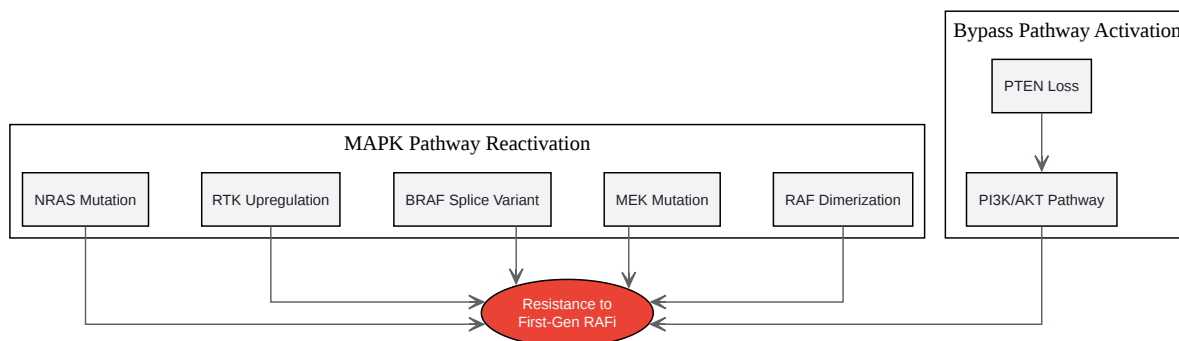 Bypass Pathway Activation
PTEN Loss
MAPK Pathway Reactivation
NRAS Mutation
RTK Upregulation
BRAF Splice Variant
MEK Mutation
RAF Dimerization
PI3K/AKT Pathway
Resistance to
First-Gen RAFi